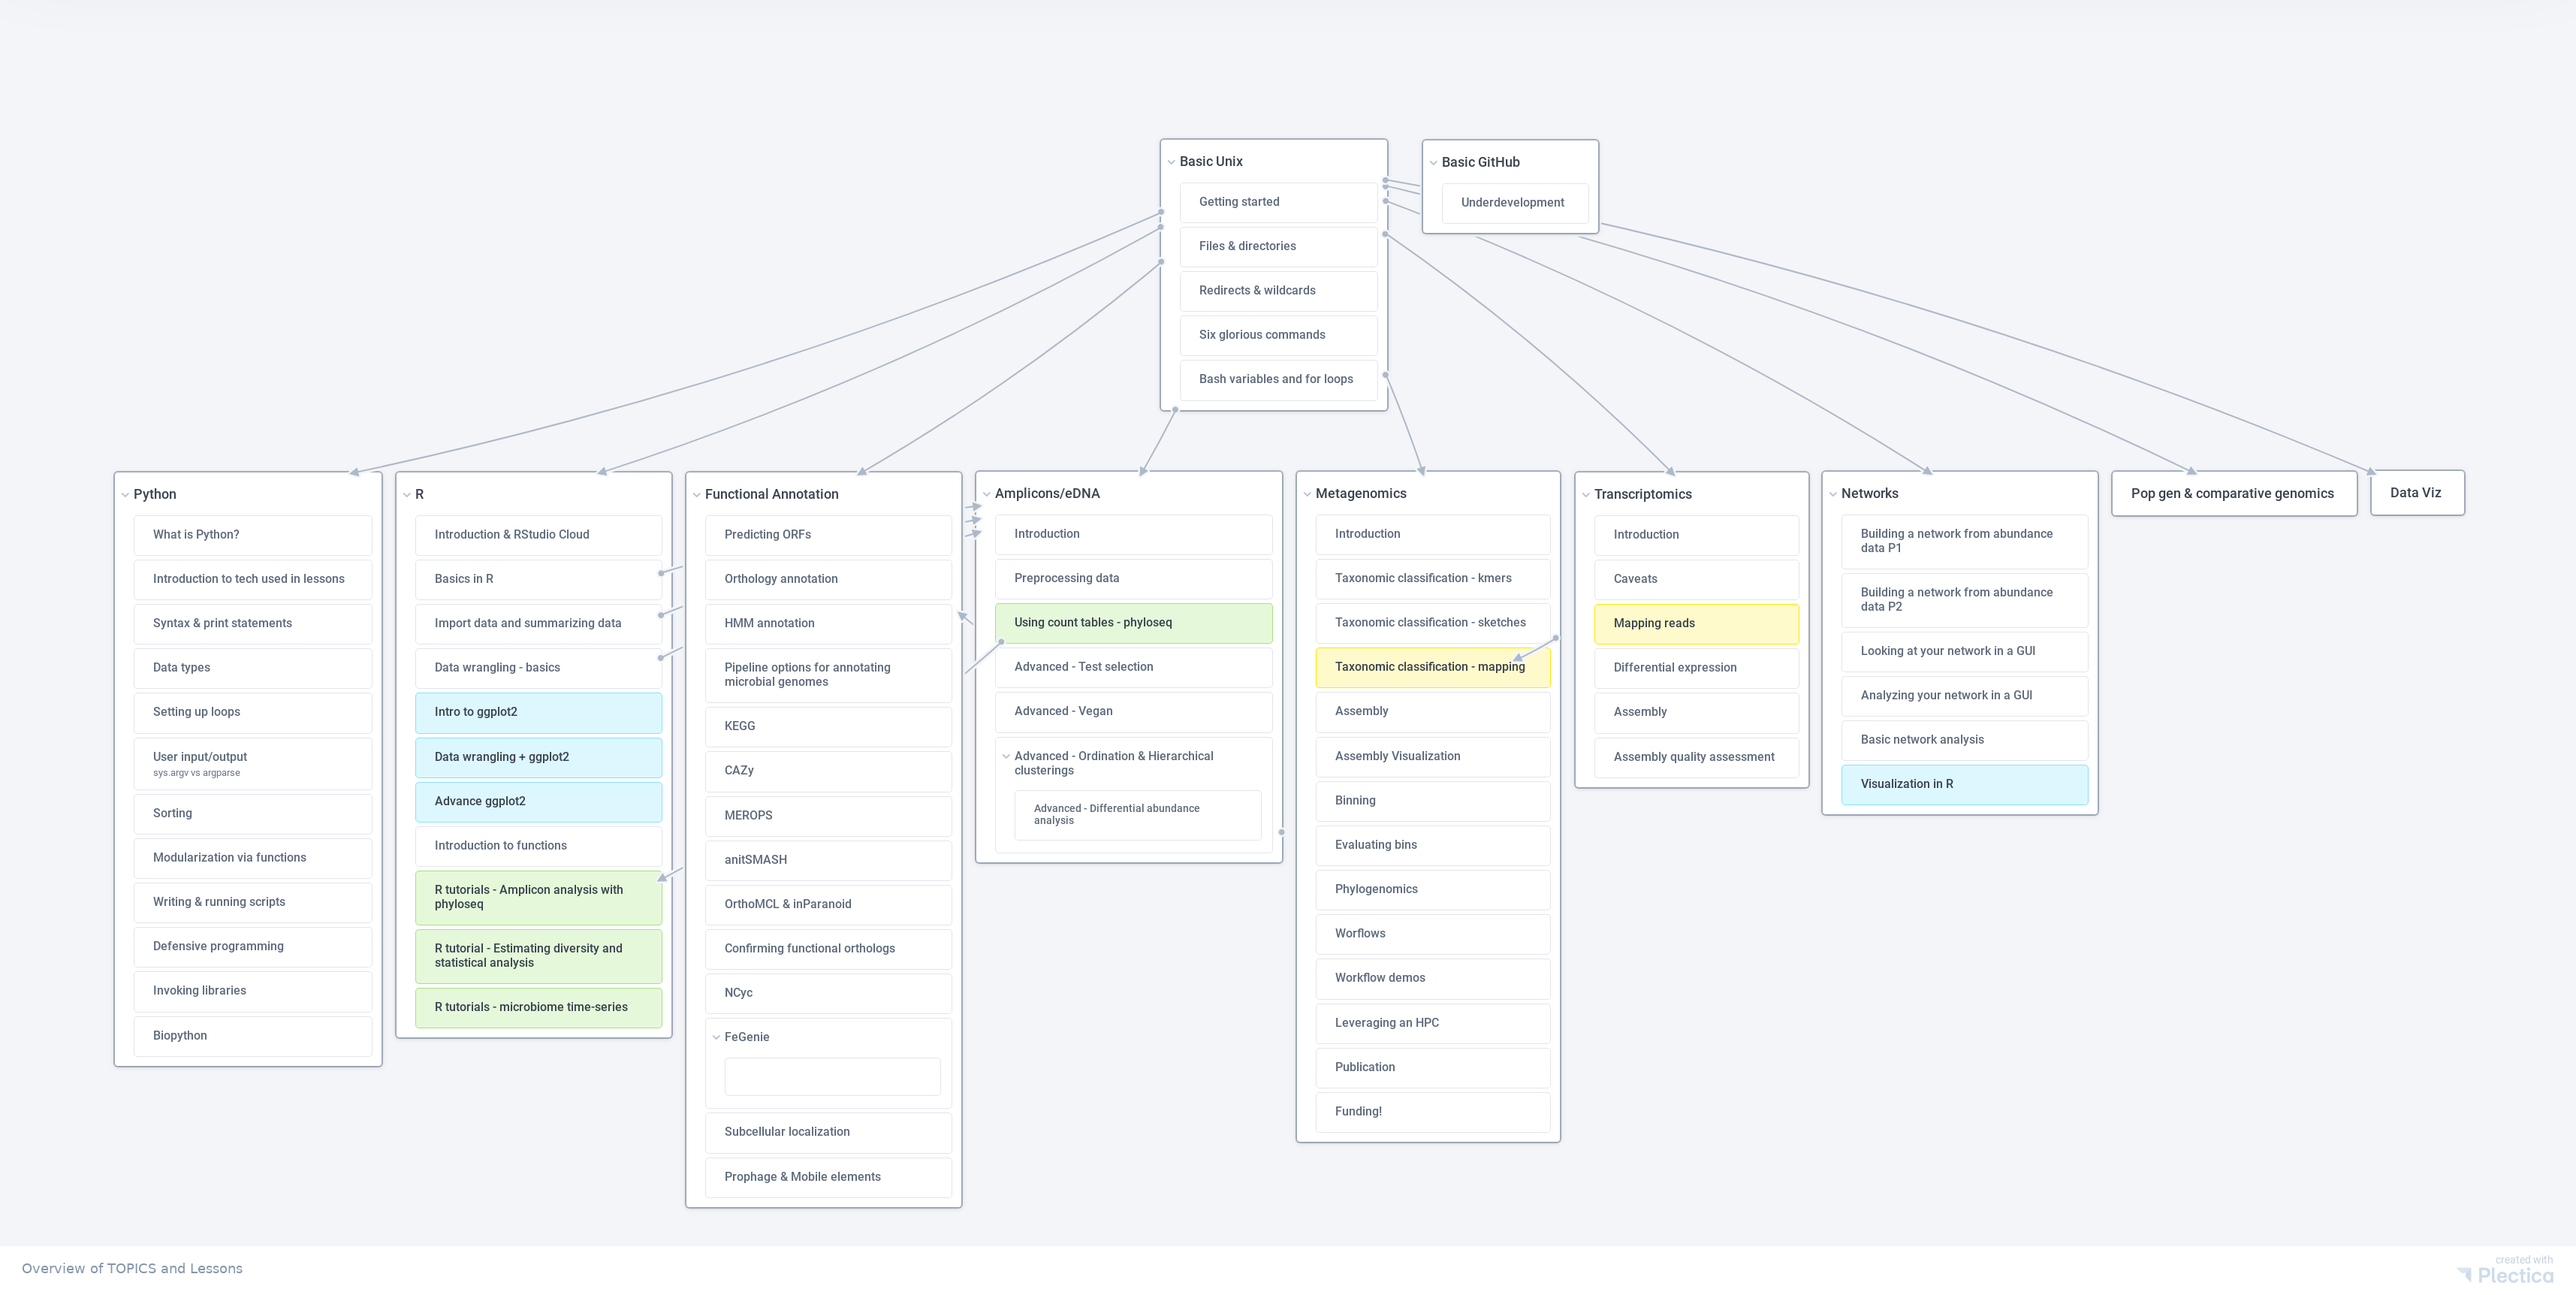 Basic Unix
Getting started
Files & directories
Redirects & wildcards
Six glorious commands
Bash variables and for loops
Basic GitHub
Underdevelopment
Python
What is Python?
Introduction to tech used in lessons
Syntax & print statements
Data types
Setting up loops
User input/output
sys.argv vs argparse
Sorting
Modularization via functions
Writing & running scripts
Defensive programming
Invoking libraries
Biopython
R
Introduction & RStudio Cloud
Basics in R
Import data and summarizing data
Data wrangling - basics
Intro to ggplot2
Data wrangling + ggplot2
Advance ggplot2
Introduction to functions
R tutorials - Amplicon analysis with
phyloseq
R tutorial - Estimating diversity and
statistical analysis
R tutorials - microbiome time-series
Functional Annotation
Predicting ORFs
Orthology annotation
HMM annotation
Pipeline options for annotating
microbial genomes
KEGG
CAZy
MEROPS
anitSMASH
OrthoMCL & inParanoid
Confirming functional orthologs
NCyc
FeGenie
Subcellular localization
Prophage & Mobile elements
Amplicons/eDNA
Introduction
Preprocessing data
Using count tables - phyloseq
Advanced - Test selection
Advanced - Vegan
Advanced - Ordination & Hierarchical
clusterings
Advanced - Differential abundance
analysis
Metagenomics
Introduction
Taxonomic classification - kmers
Taxonomic classification - sketches
Taxonomic classification - mapping
Assembly
Assembly Visualization
Binning
Evaluating bins
Phylogenomics
Worflows
Workflow demos
Leveraging an HPC
Publication
Funding!
Transcriptomics
Introduction
Caveats
Mapping reads
Differential expression
Assembly
Assembly quality assessment
Networks
Building a network from abundance
data P1
Building a network from abundance
data P2
Looking at your network in a GUI
Analyzing your network in a GUI
Basic network analysis
Visualization in R
Pop gen & comparative genomics
Data Viz
Overview of TOPICS and Lessons
created with
Plectica